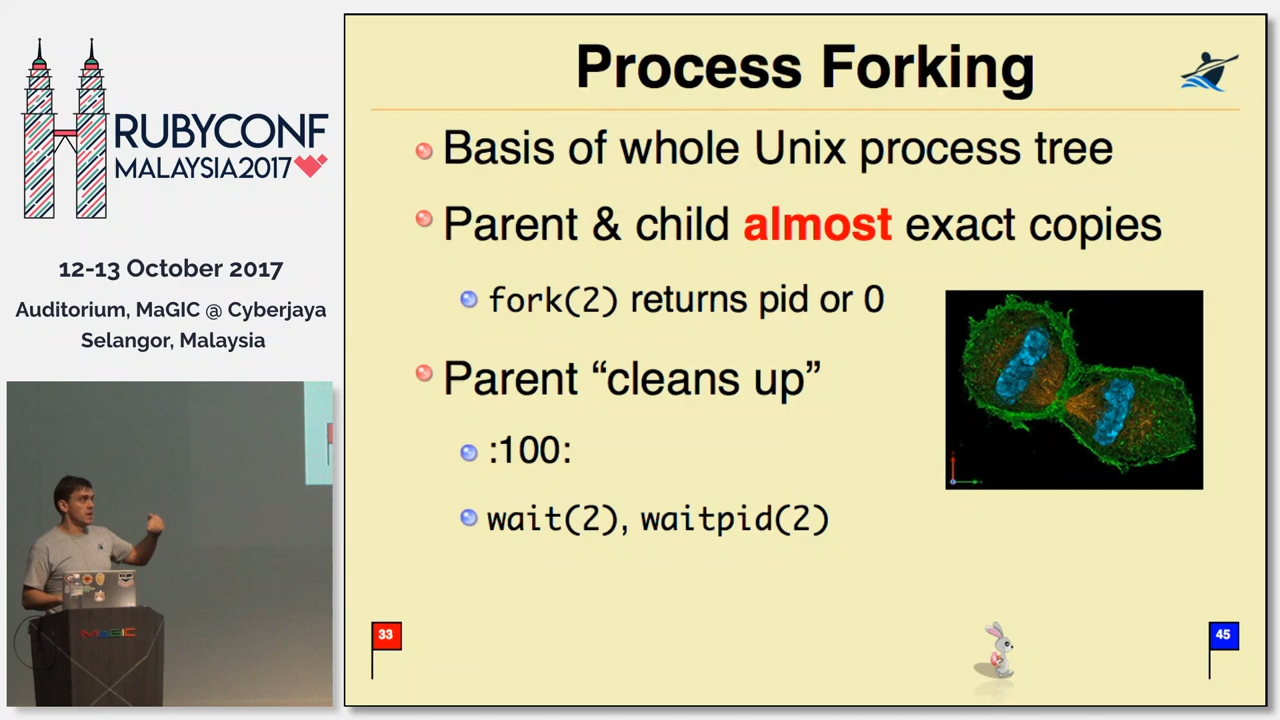 RUBYCONF
MALAYSIA2017
12-13 October 2017
Auditorium, MaGIC @ Cyberjaya
Selangor, Malaysia
MaGIC
Process Forking
Basis of whole Unix process tree
Parent & child almost exact copies
fork(2) returns pid or 0
Parent “cleans up”
:100:
wait(2), waitpid(2)
33
45